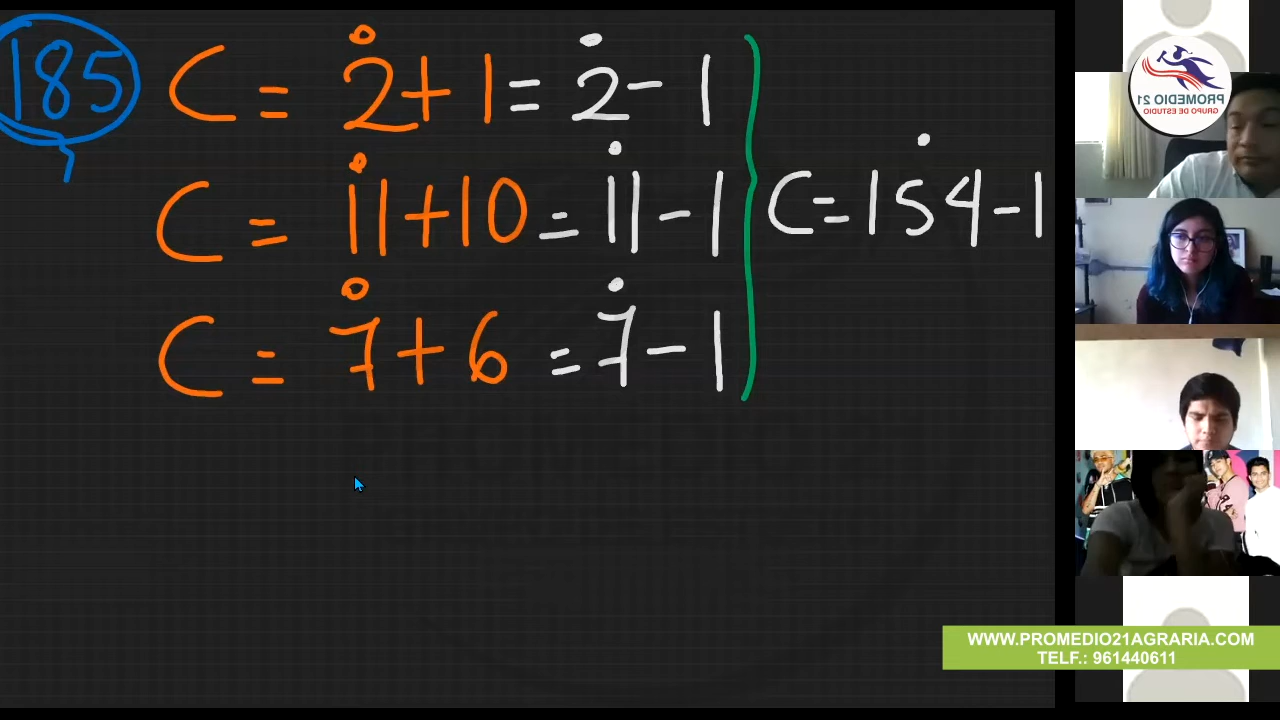 185
C = 2̊ + 1 = 2̇ - 1
C = 11̊ + 10 = 11̇ - 1
C = 7̊ + 6 = 7̇ - 1
C = 154̇ - 1
PROMEDIO 21
GRUPO DE ESTUDIO
WWW.PROMEDIO21AGRARIA.COM
TELF.: 961440611